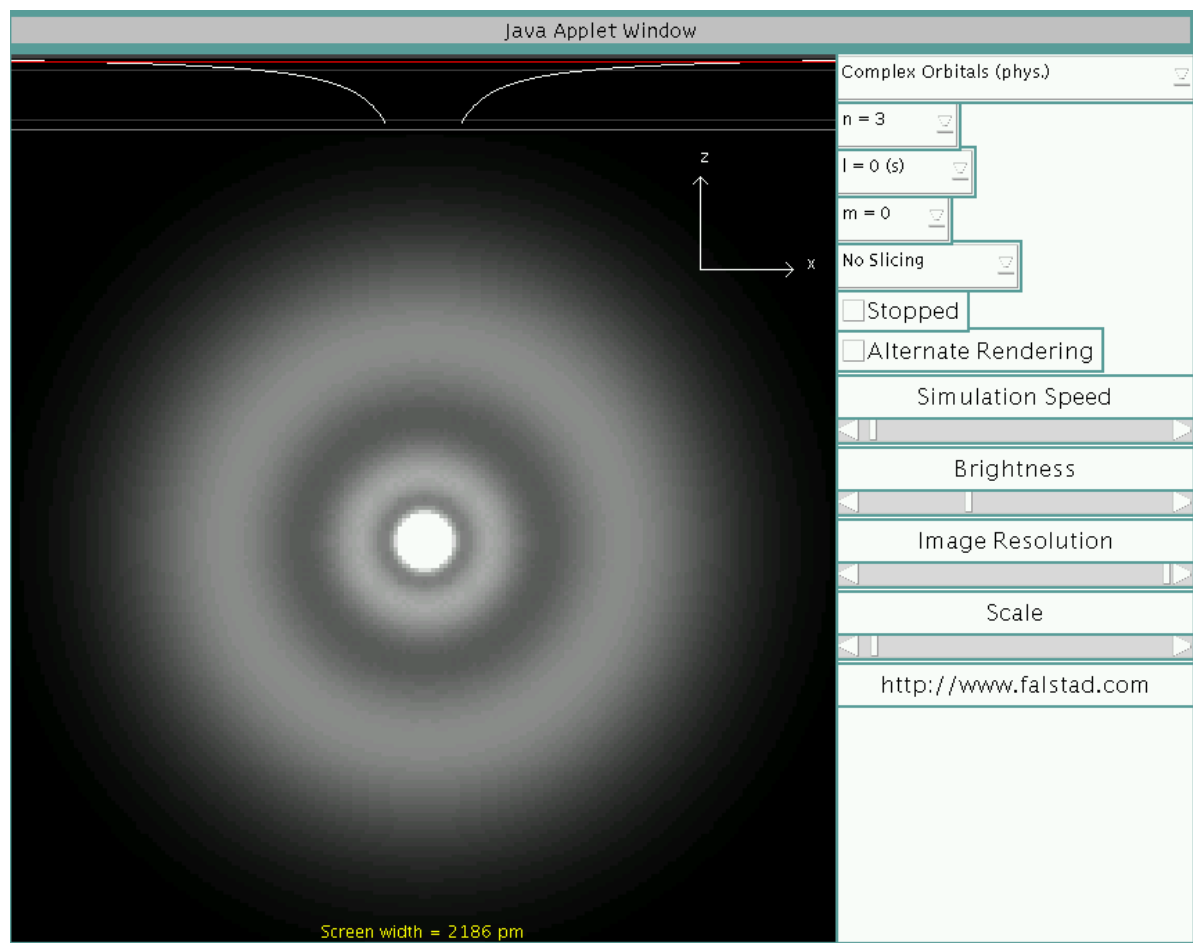 Java Applet Window
Complex Orbitals (phys.)
n = 3
l = 0 (s)
m = 0
No Slicing
Stopped
Alternate Rendering
Simulation Speed
Brightness
Image Resolution
Scale
http://www.falstad.com
z
x
Screen width = 2186 pm